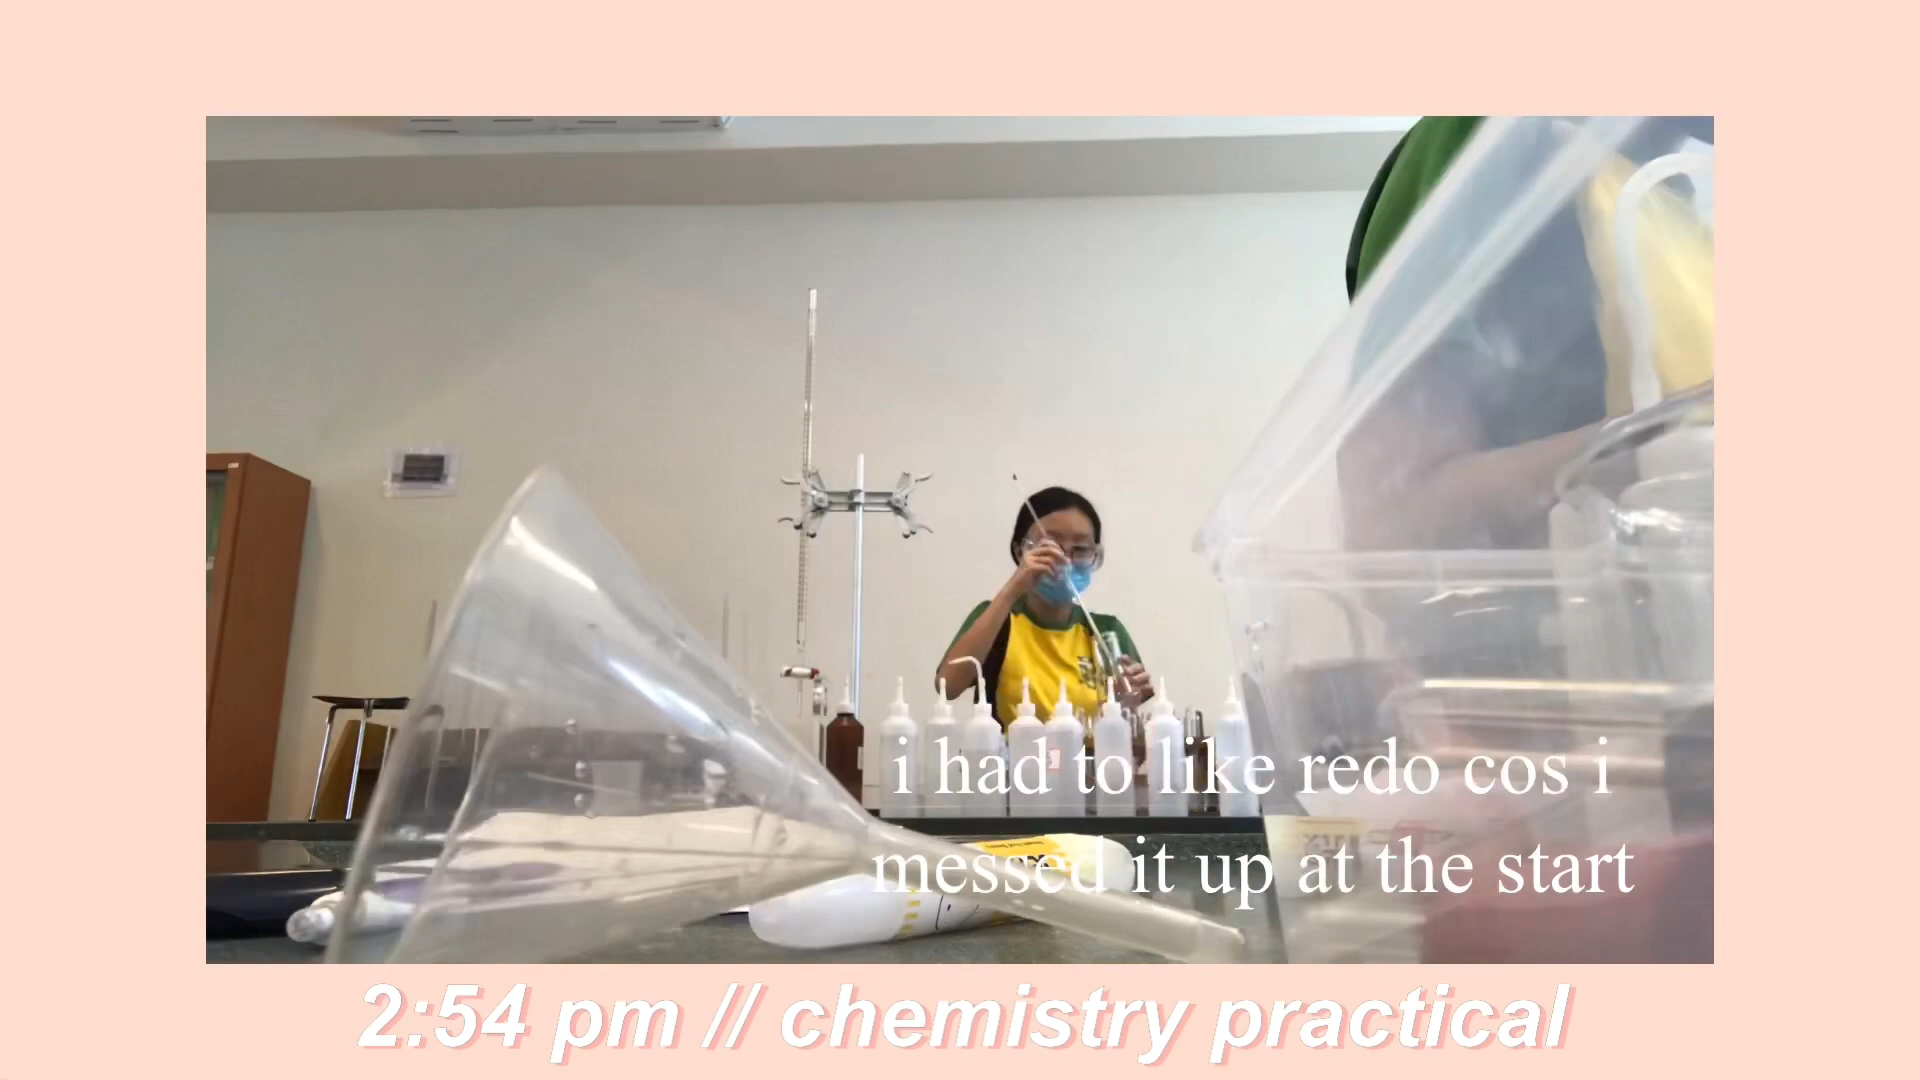 i had to like redo cos i
messed it up at the start
2:54 pm // chemistry practical